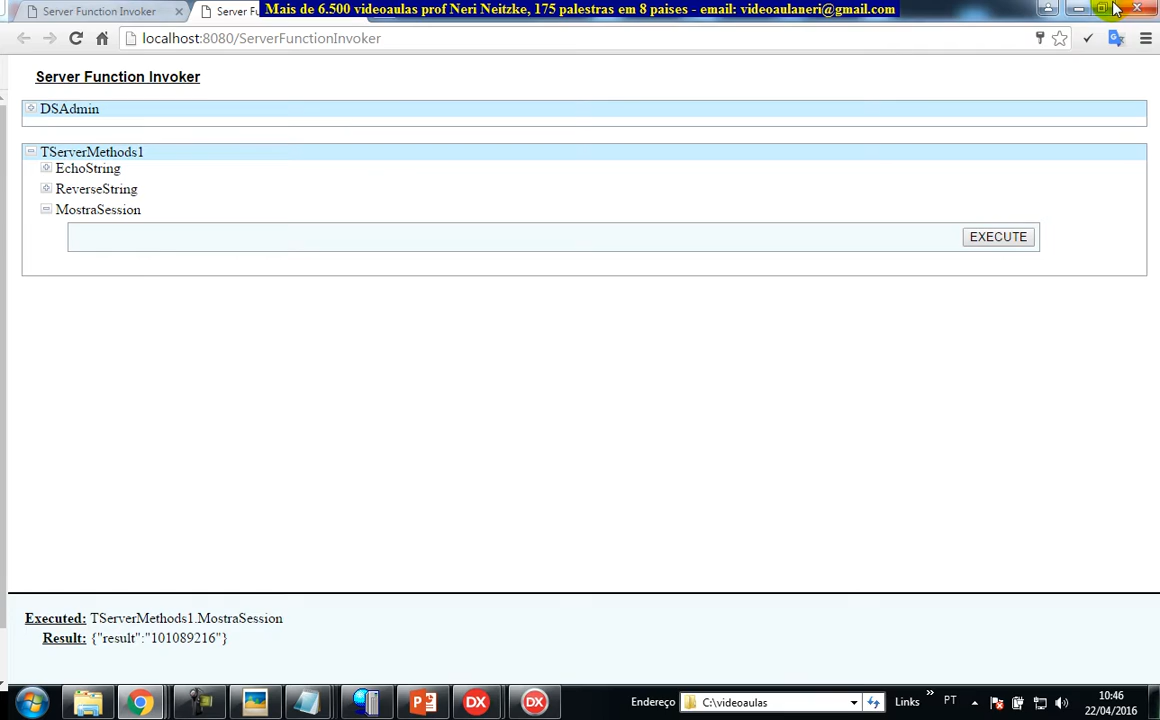 Server Function Invoker
Server Fu
Mais de 6.500 videoaulas prof Neri Neitzke, 175 palestras em 8 paises - email: videoaulaneri@gmail.com
localhost:8080/ServerFunctionInvoker
Server Function Invoker
DSAdmin
TServerMethods1
EchoString
ReverseString
MostraSession
EXECUTE
Executed: TServerMethods1.MostraSession
Result: {"result":"101089216"}
DX
DX
Endereço C:\videoaulas Links » PT
10:46
22/04/2016